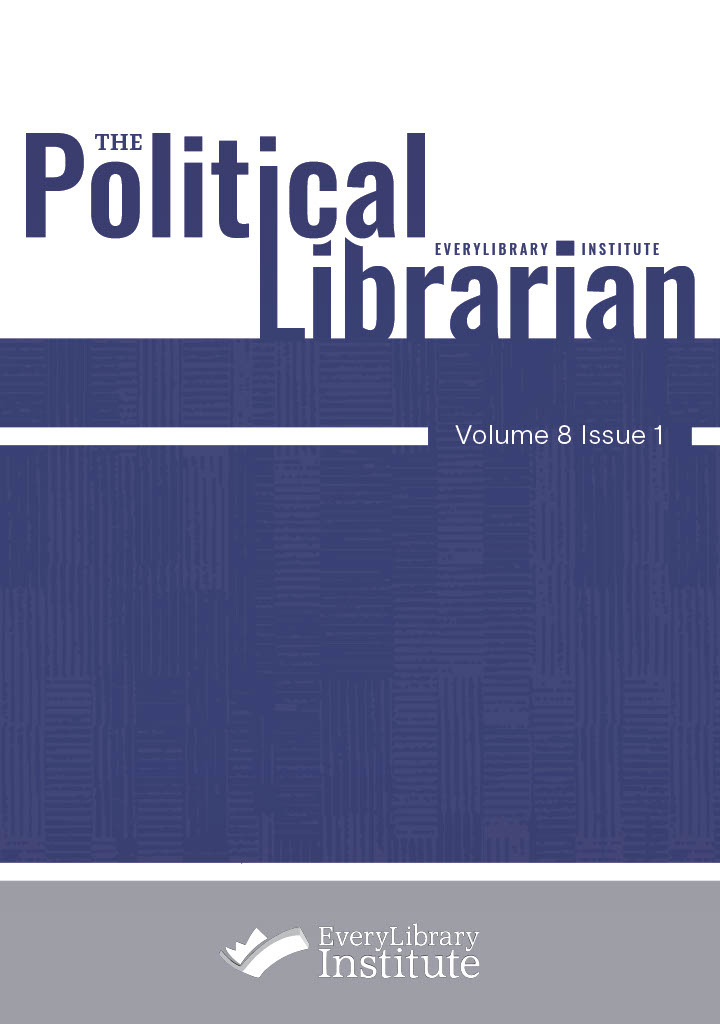 THE
Political
EVERYLIBRARY INSTITUTE
Librarian
Volume 8 Issue 1
EveryLibrary
Institute